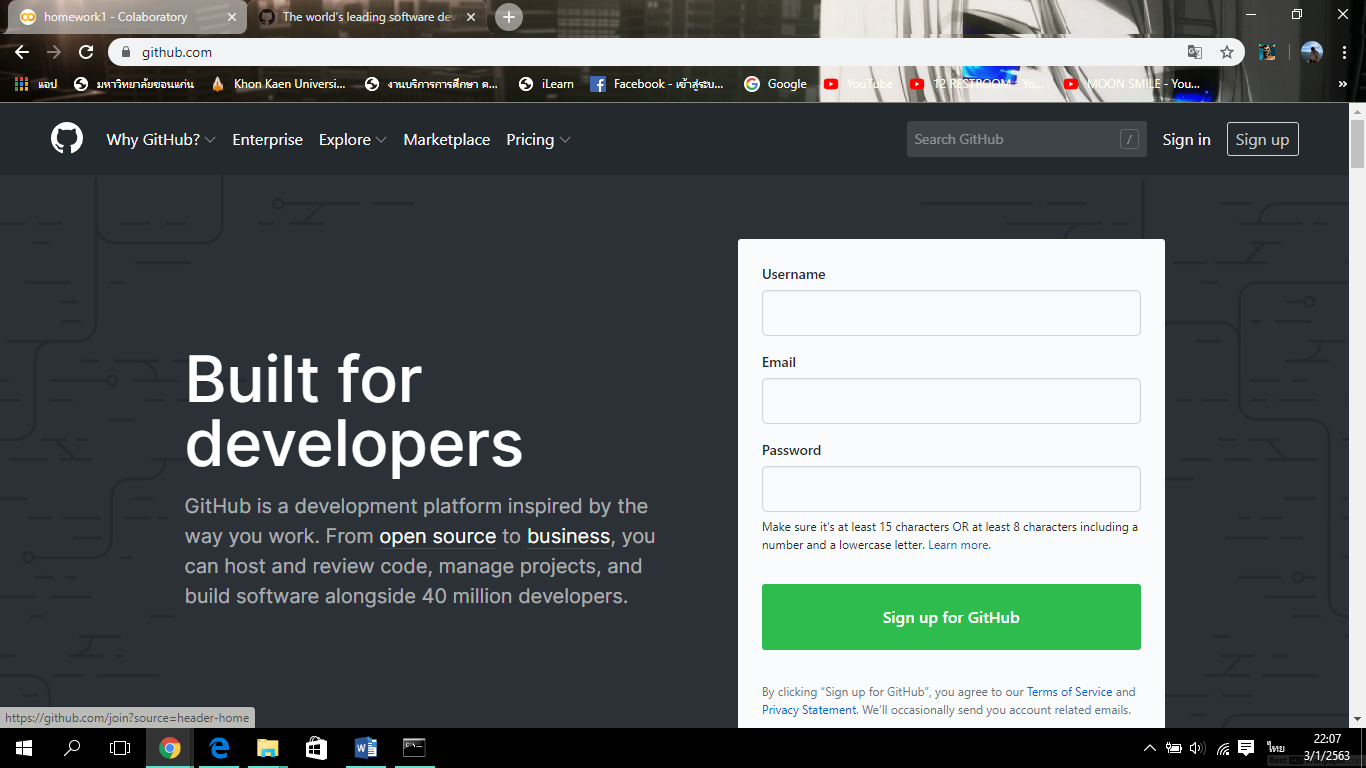 homework1 - Colaboratory
The world's leading software dev
github.com
แอป
มหาวิทยาลัยขอนแก่น
Khon Kaen Universi...
งานบริการการศึกษา ค...
iLearn
Facebook - เข้าสู่ระบ...
Google
YouTube
12 RESTROOM - Yo...
MOON SMILE - You...
»
Why GitHub?
Enterprise
Explore
Marketplace
Pricing
Search GitHub
/
Sign in
Sign up
Username
Email
Built for
developers
Password
GitHub is a development platform inspired by the
way you work. From open source to business, you
can host and review code, manage projects, and
build software alongside 40 million developers.
Make sure it's at least 15 characters OR at least 8 characters including a
number and a lowercase letter. Learn more.
Sign up for GitHub
By clicking “Sign up for GitHub”, you agree to our Terms of Service and
Privacy Statement. We'll occasionally send you account related emails.
https://github.com/join?source=header-home
ไทย
22:07
3/1/2563